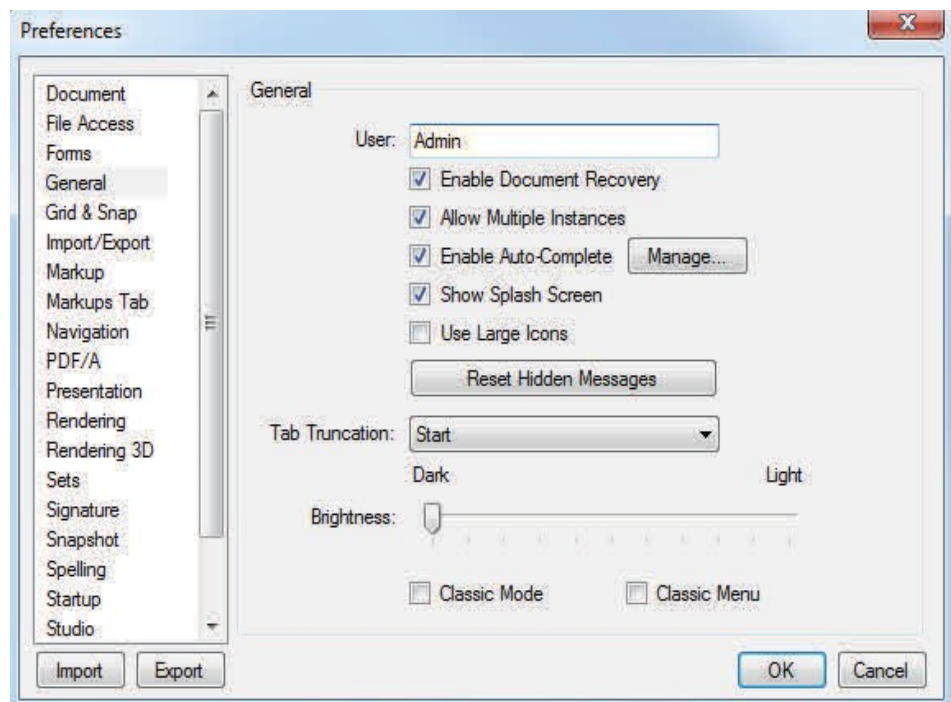 Preferences
X
Document
File Access
Forms
General
Grid & Snap
Import/Export
Markup
Markups Tab
Navigation
PDF/A
Presentation
Rendering
Rendering 3D
Sets
Signature
Snapshot
Spelling
Startup
Studio
Import
Export
General
User: Admin
Enable Document Recovery
Allow Multiple Instances
Enable Auto-Complete Manage...
Show Splash Screen
Use Large Icons
Reset Hidden Messages
Tab Truncation: Start
Dark Light
Brightness:
Classic Mode Classic Menu
OK Cancel